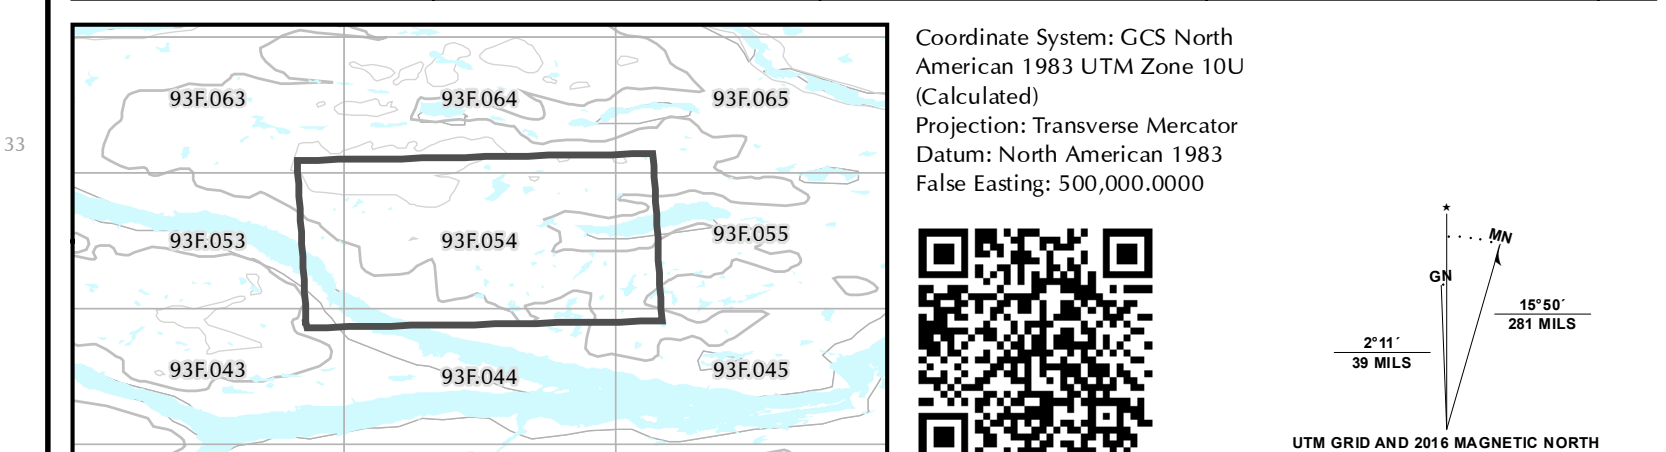 33
93F.063
93F.064
93F.065
93F.053
93F.054
93F.055
93F.043
93F.044
93F.045
Coordinate System: GCS North
American 1983 UTM Zone 10U
(Calculated)
Projection: Transverse Mercator
Datum: North American 1983
False Easting: 500,000.0000
MN
GN
15°50´
281 MILS
2°11´
39 MILS
UTM GRID AND 2016 MAGNETIC NORTH